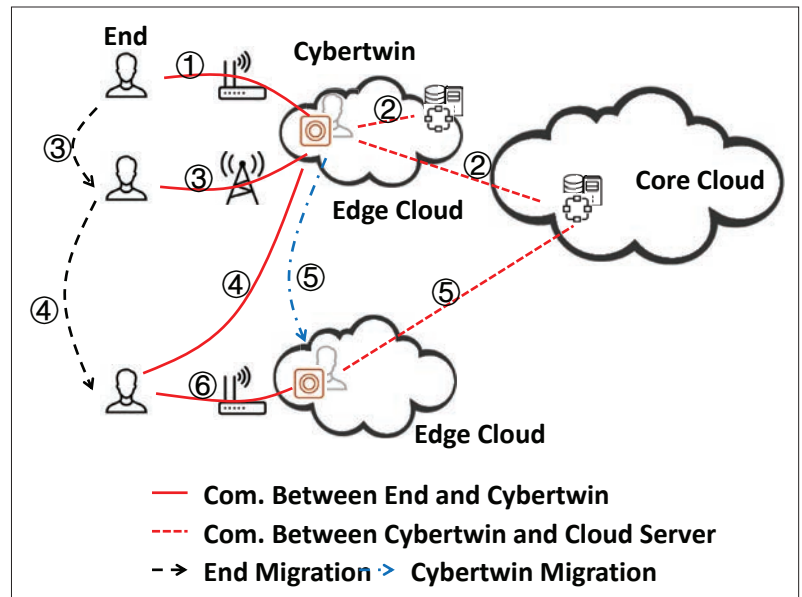 End
Cybertwin
①
②
③
③
②
Core Cloud
Edge Cloud
④
④
⑤
⑤
⑥
Edge Cloud
Com. Between End and Cybertwin
Com. Between Cybertwin and Cloud Server
End Migration
Cybertwin Migration